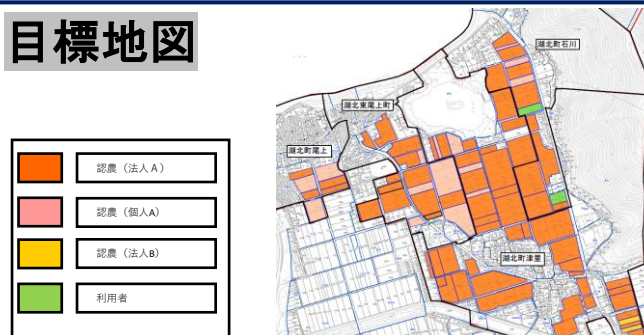 目標地図
湖北町石川
湖北東尾上町
湖北町尾上
認農（法人Ａ）
認農（個人A）
認農（法人B）
湖北町津里
利用者